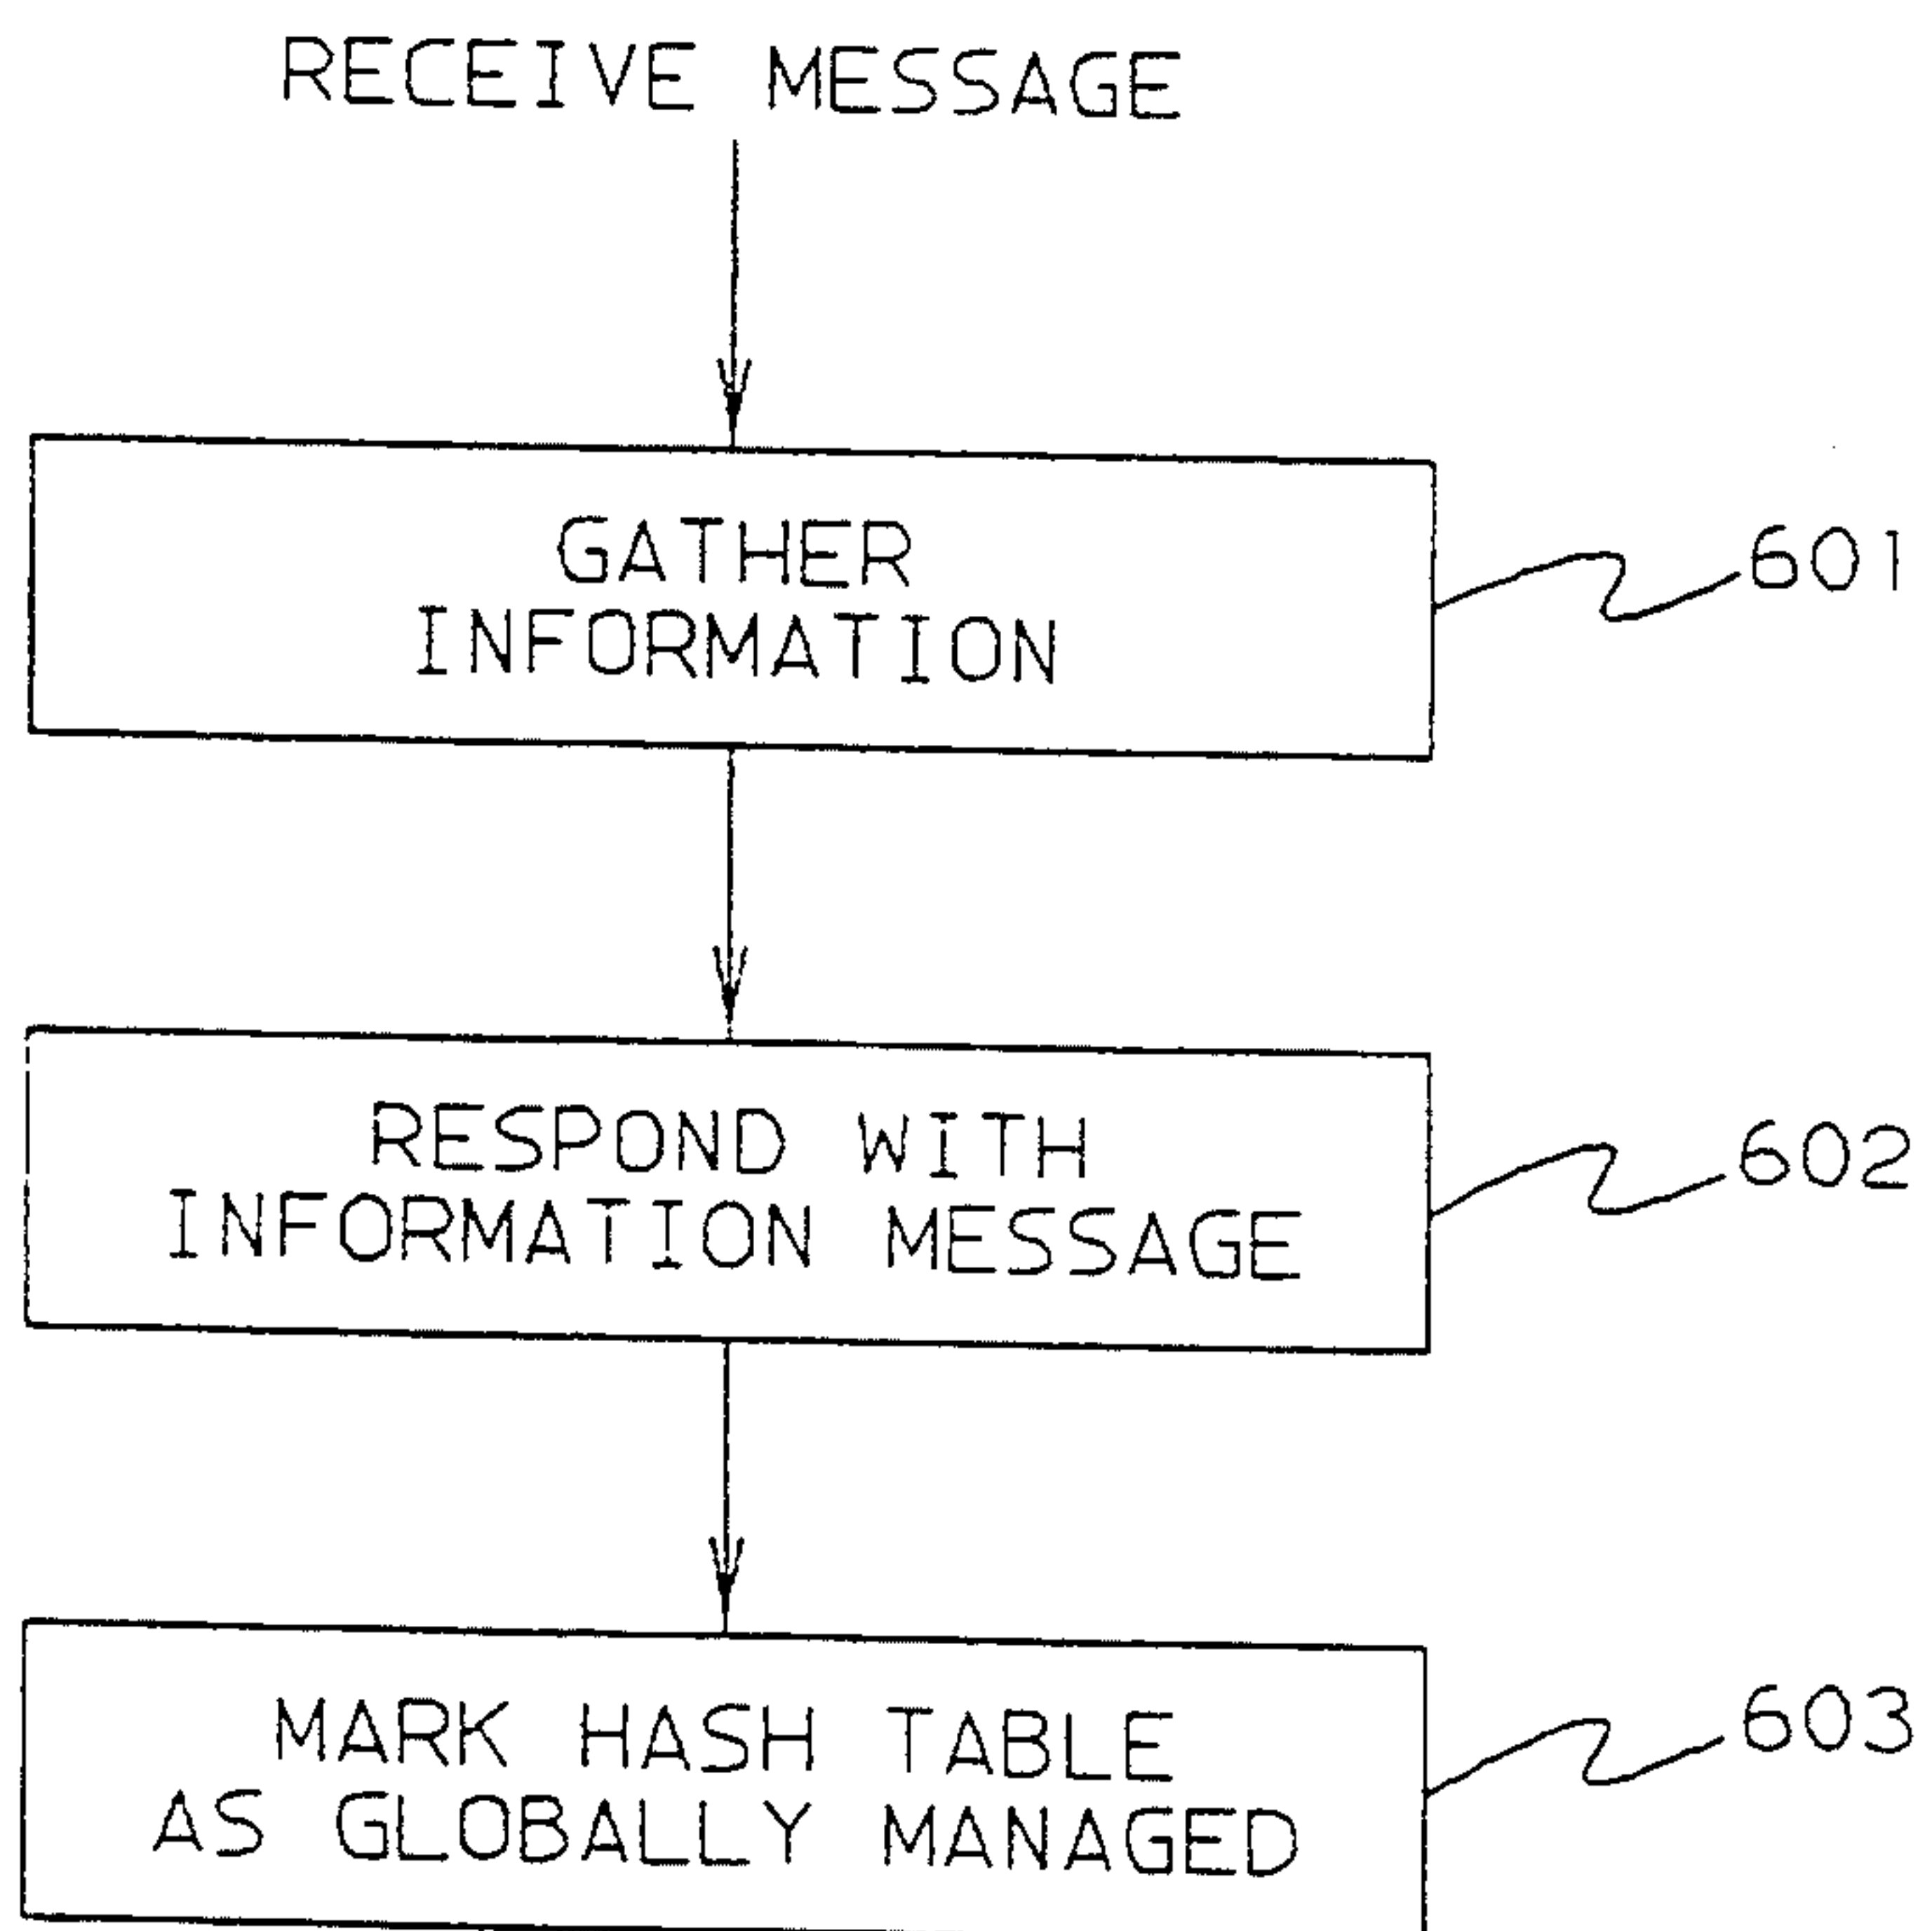 RECEIVE MESSAGE
GATHER
INFORMATION
601
RESPOND WITH
INFORMATION MESSAGE
602
MARK HASH TABLE
AS GLOBALLY MANAGED
603